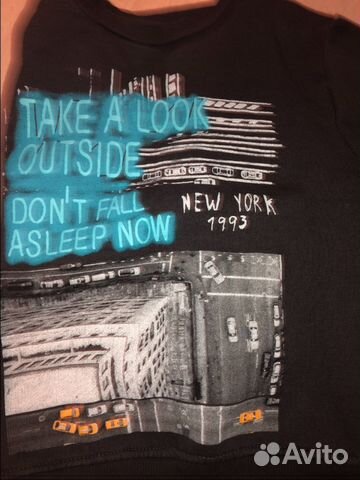 TAKE A LOOK
OUTSIDE
DON'T FALL
ASLEEP NOW
NEW YORK
1993
Avito